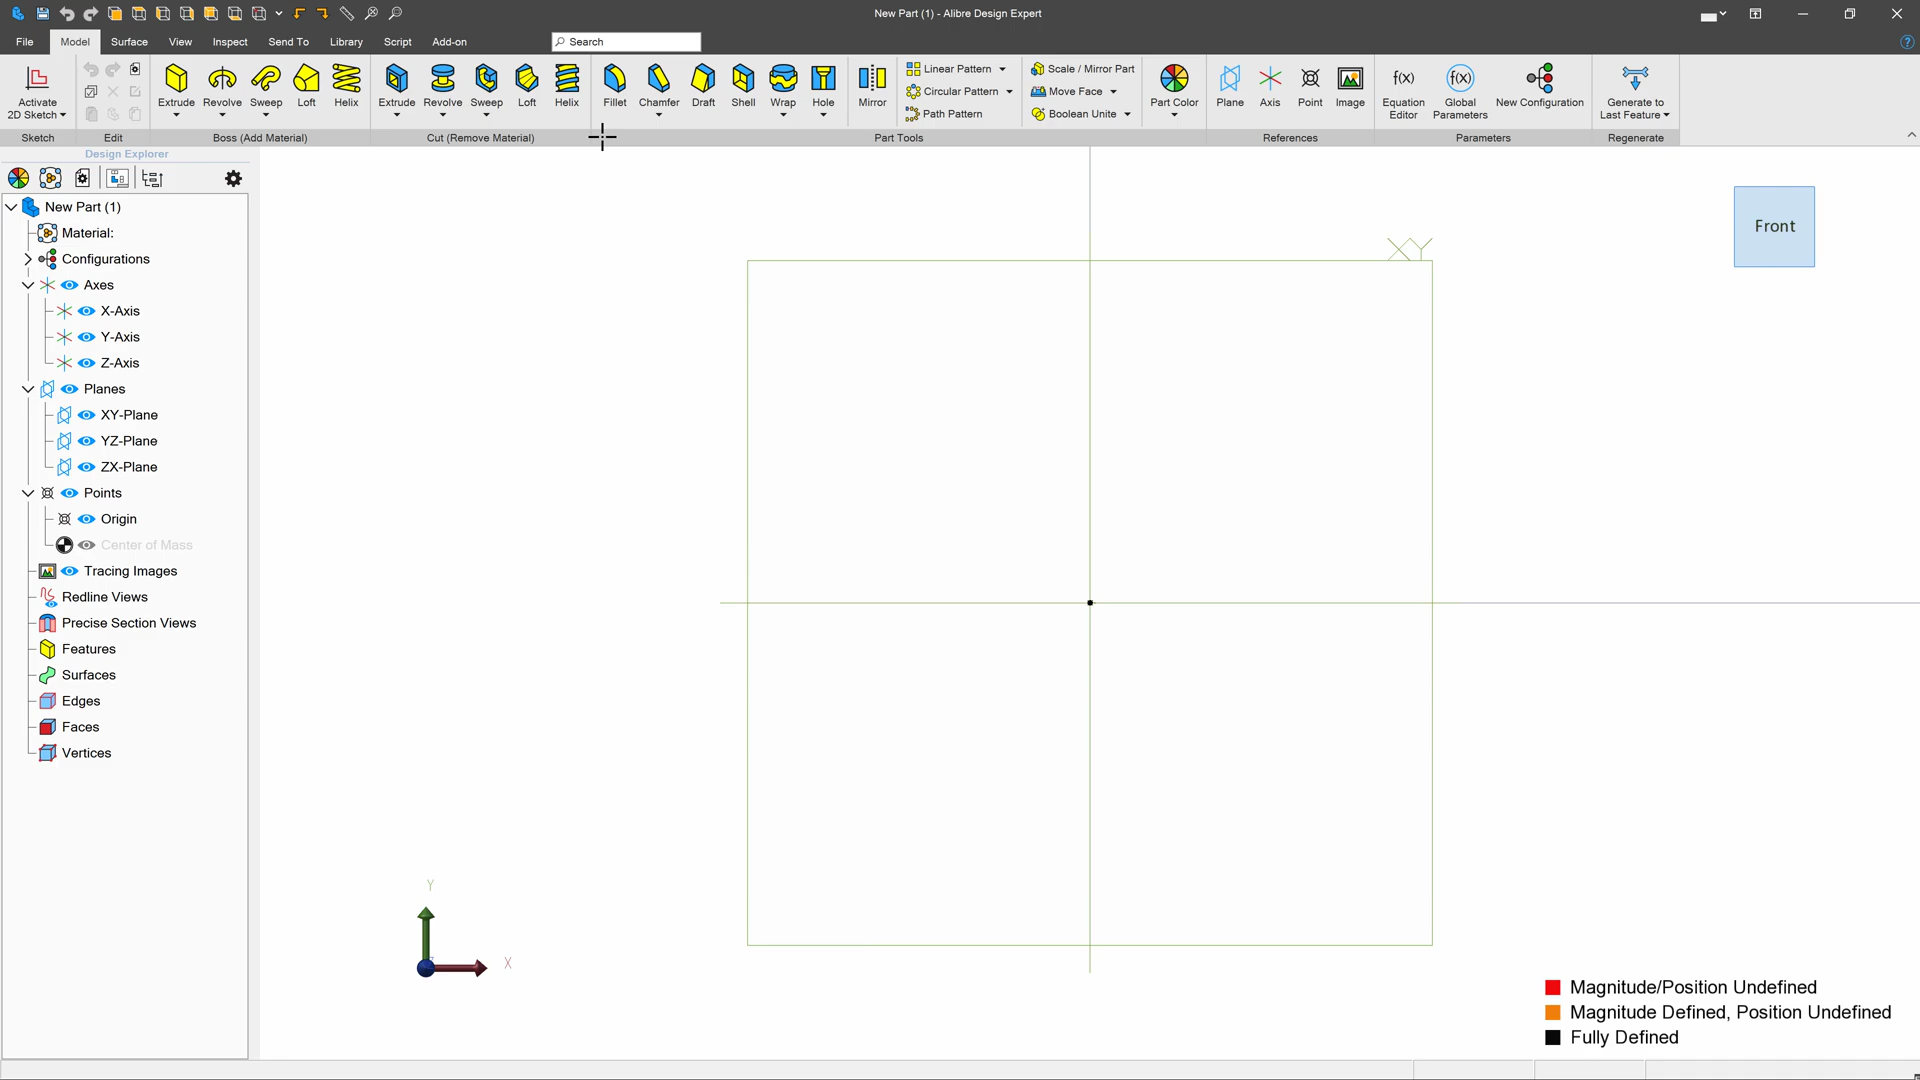 New Part (1) - Alibre Design Expert
File Model Surface View Inspect Send To Library Script Add-on Search
Activate 2D Sketch
Extrude Revolve Sweep Loft Helix
Extrude Revolve Sweep Loft Helix
Fillet Chamfer Draft Shell Wrap Hole
Mirror
Linear Pattern
Circular Pattern
Path Pattern
Scale / Mirror Part
Move Face
Boolean Unite
Part Color
Plane Axis Point Image
Equation Editor
f(x)
Global Parameters
f(x)
New Configuration
Generate to Last Feature
Sketch Edit Boss (Add Material) Cut (Remove Material) Part Tools References Parameters Regenerate
Design Explorer
New Part (1)
Material:
Configurations
Axes
X-Axis
Y-Axis
Z-Axis
Planes
XY-Plane
YZ-Plane
ZX-Plane
Points
Origin
Center of Mass
Tracing Images
Redline Views
Precise Section Views
Features
Surfaces
Edges
Faces
Vertices
Front
XY
Y
X
Magnitude/Position Undefined
Magnitude Defined, Position Undefined
Fully Defined